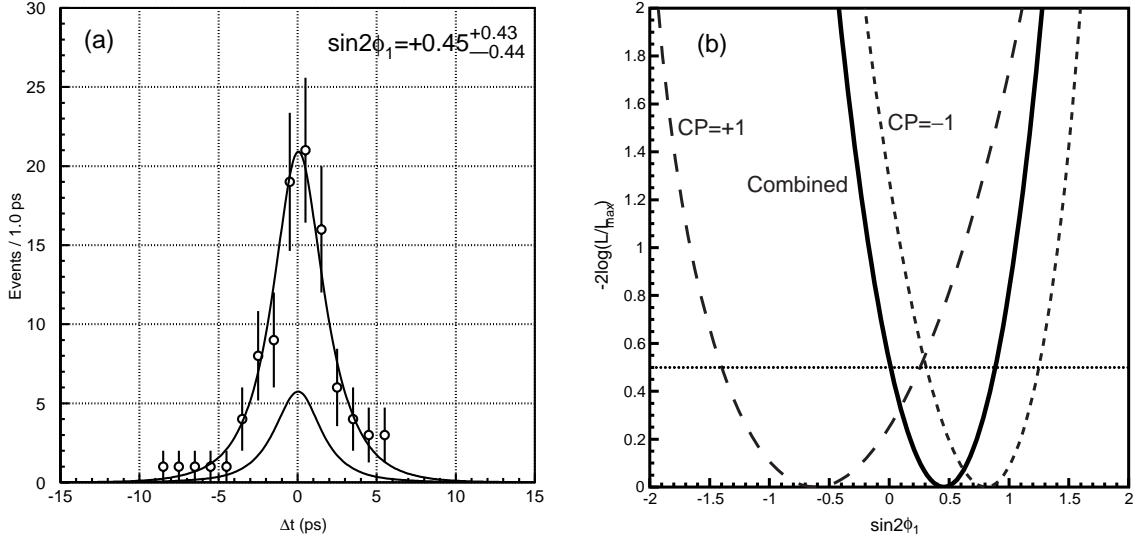 (a)
sin2ϕ₁=+0.45+0.43
—0.44
30
25
20
15
10
5
0
Events / 1.0 ps
-15 -10 -5 0 5 10 15
Δt (ps)
(b)
CP=+1
CP=−1
Combined
2
1.8
1.6
1.4
1.2
1
0.8
0.6
0.4
0.2
0
-2log(L/Lmax)
-2 -1.5 -1 -0.5 0 0.5 1 1.5 2
sin2ϕ₁